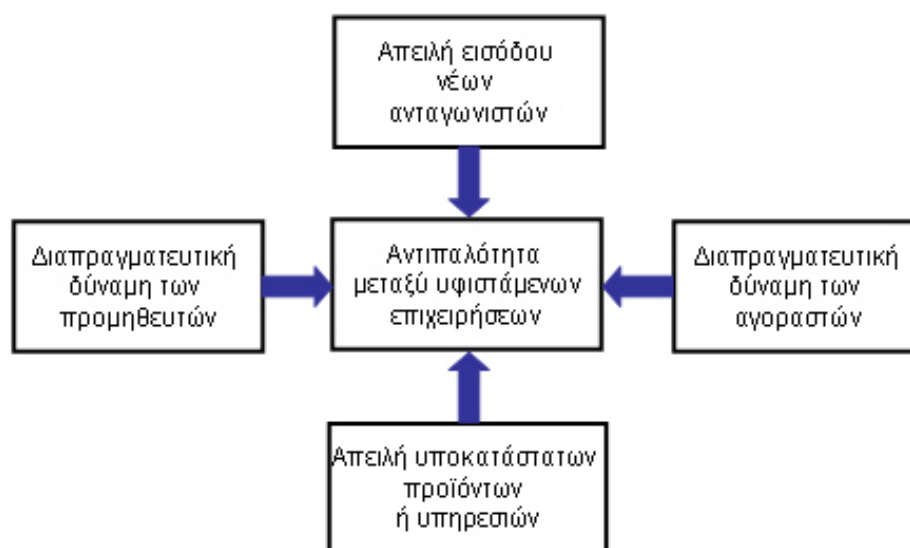 Απειλή εισόδου
νέων
ανταγωνιστών
Διαπραγματευτική
δύναμη των
προμηθευτών
Αντιπαλότητα
μεταξύ υφιστάμενων
επιχειρήσεων
Διαπραγματευτική
δύναμη των
αγοραστών
Απειλή υποκατάστατων
προϊόντων
ή υπηρεσιών